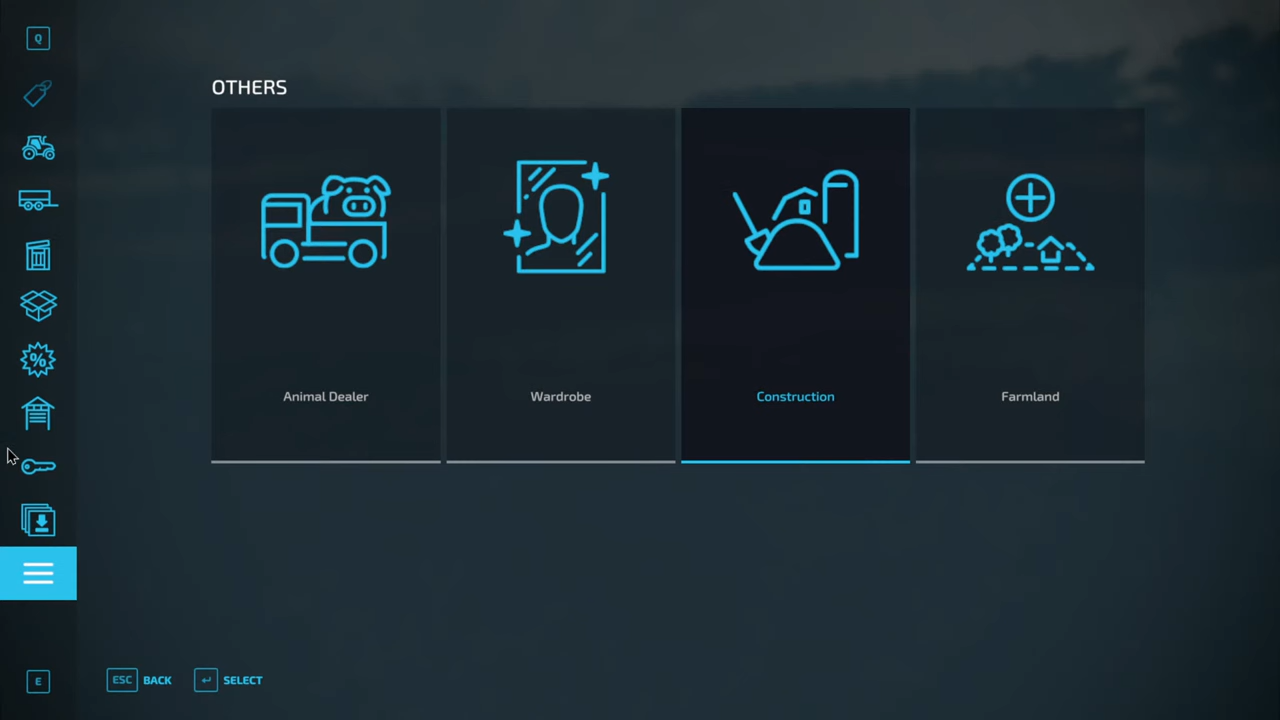 Q
OTHERS
%
Animal Dealer
Wardrobe
Construction
Farmland
E
ESC BACK
SELECT